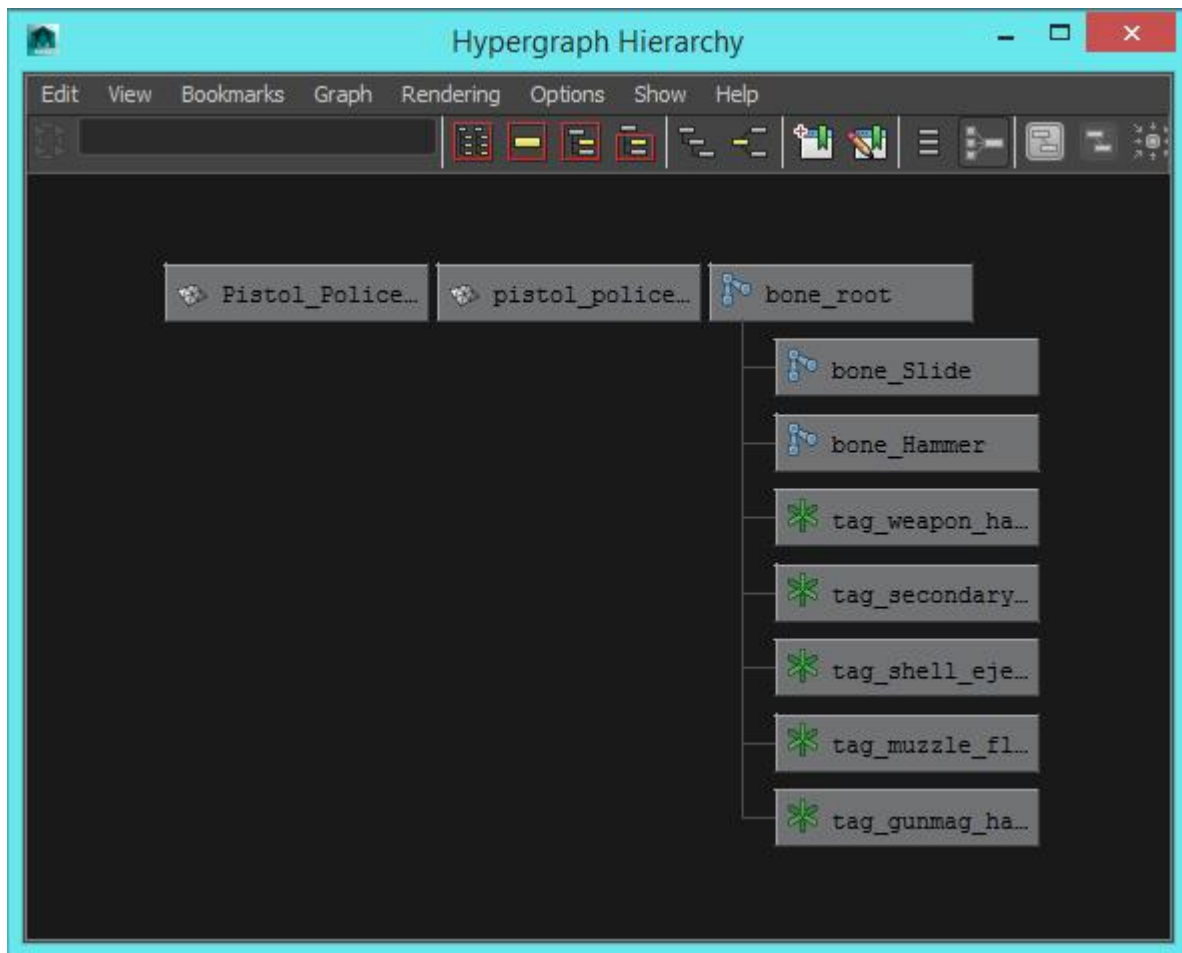 Hypergraph Hierarchy
Edit View Bookmarks Graph Rendering Options Show Help
Pistol_Police… pistol_police… bone_root
bone_Slide
bone_Hammer
tag_weapon_ha…
tag_secondary…
tag_shell_eje…
tag_muzzle_fl…
tag_gunmag_ha…